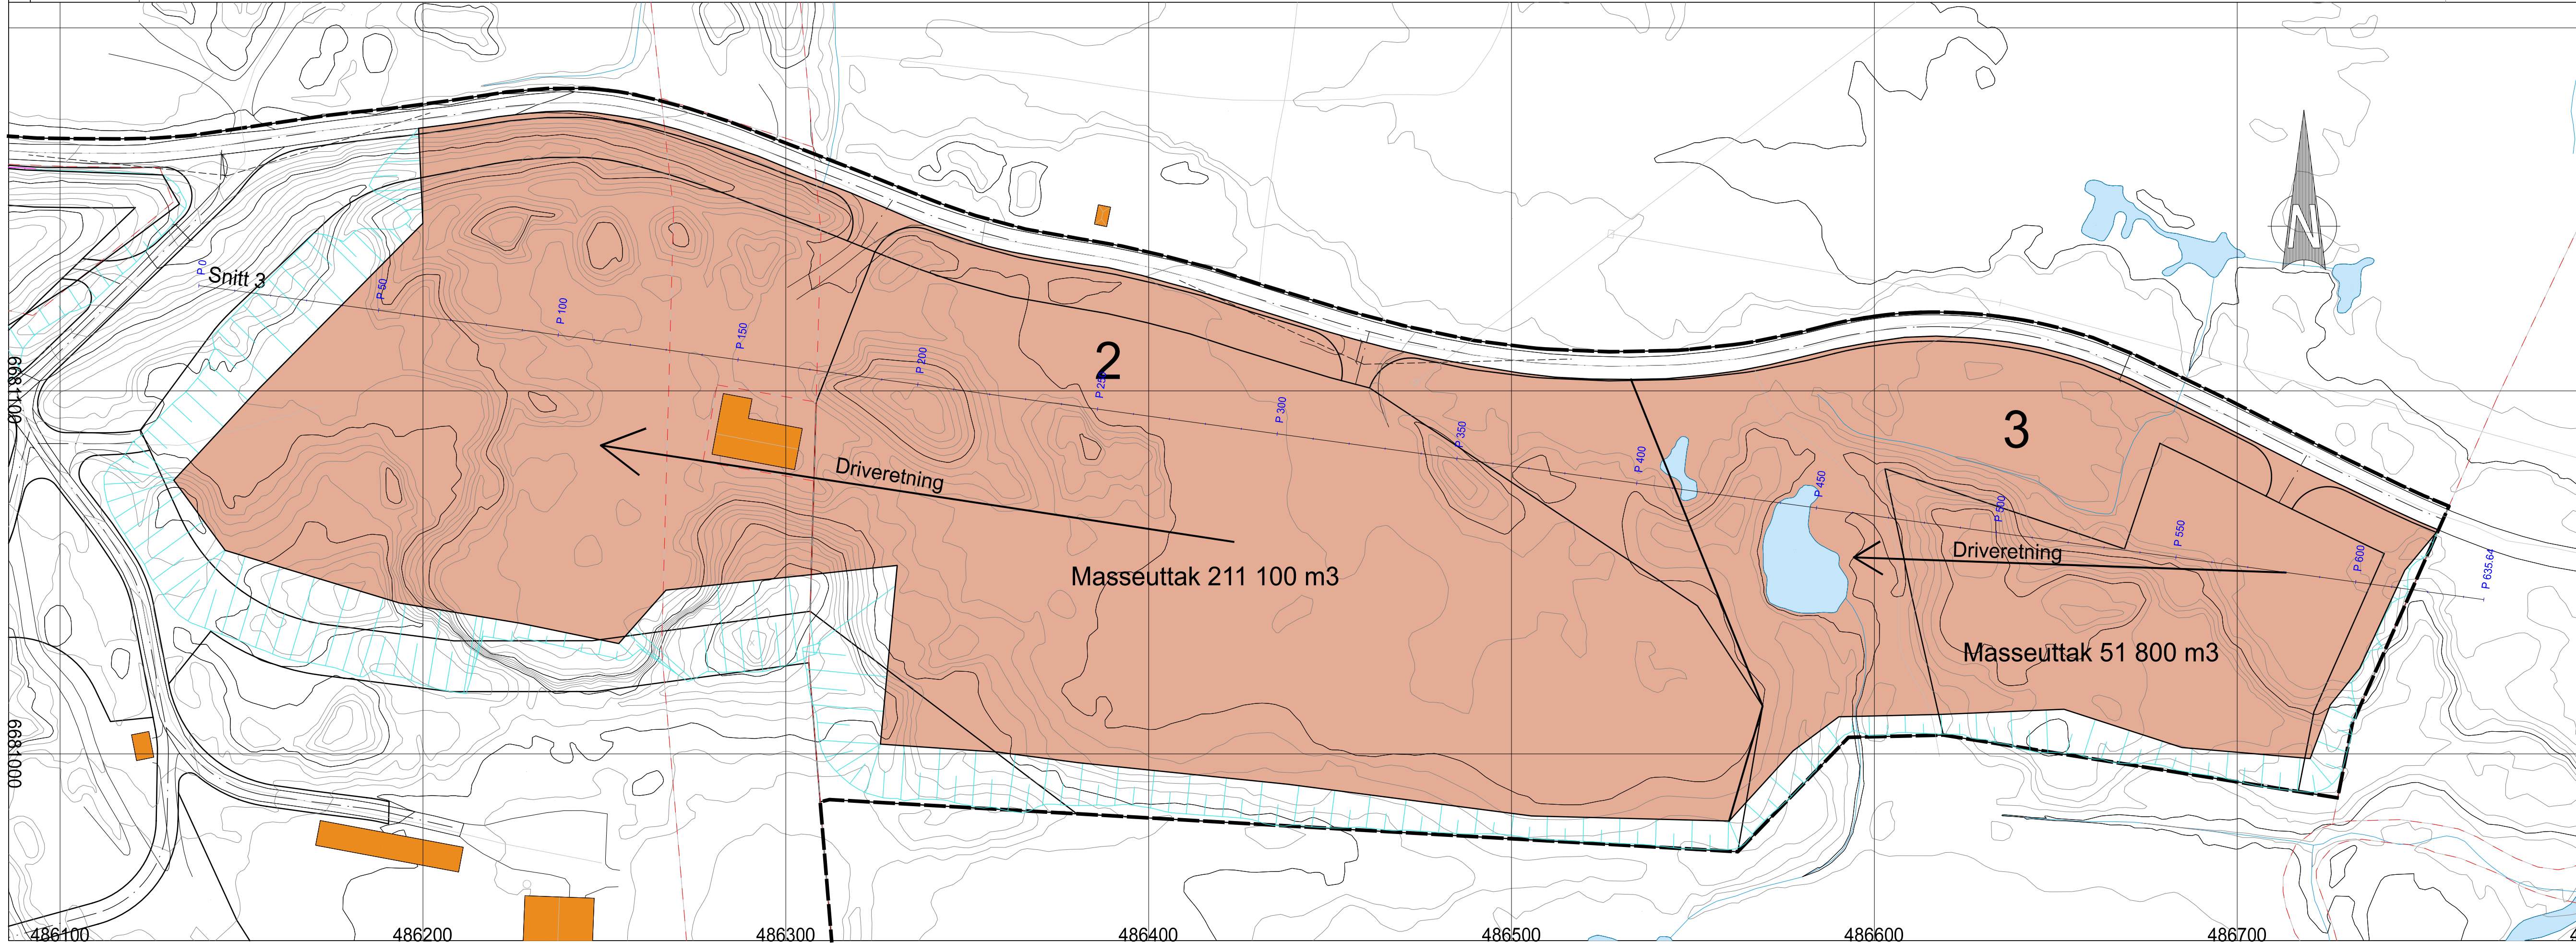 N
Snitt 3
P 0
P 50
P 100
P 150
P 200
2
P 250
P 300
P 350
P 400
3
P 450
P 500
P 550
P 600
P 635.64
Driveretning
Driveretning
Masseuttak 211 100 m3
Masseuttak 51 800 m3
6681100
6681000
486100
486200
486300
486400
486500
486600
486700